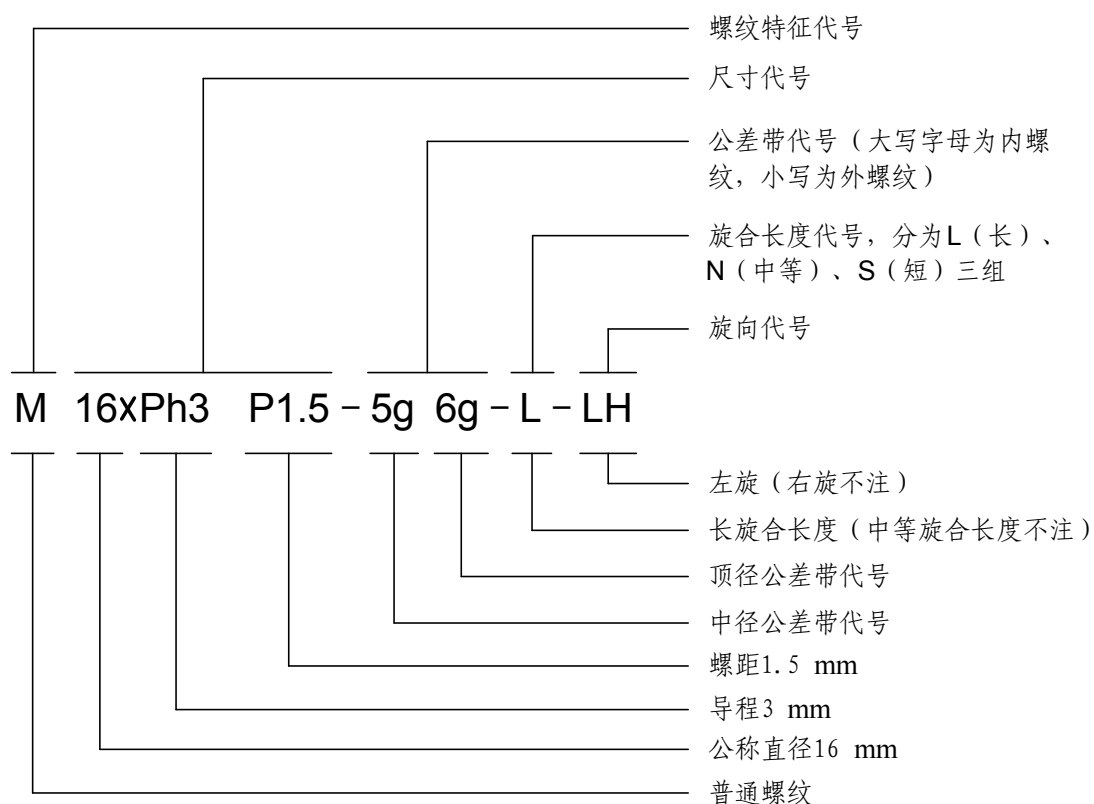 螺纹特征代号
尺寸代号
公差带代号（大写字母为内螺
纹，小写为外螺纹）
旋合长度代号，分为L（长）、
N（中等）、S（短）三组
旋向代号
M 16xPh3 P1.5－5g 6g－L－LH
左旋（右旋不注）
长旋合长度（中等旋合长度不注）
顶径公差带代号
中径公差带代号
螺距1.5 mm
导程3 mm
公称直径16 mm
普通螺纹